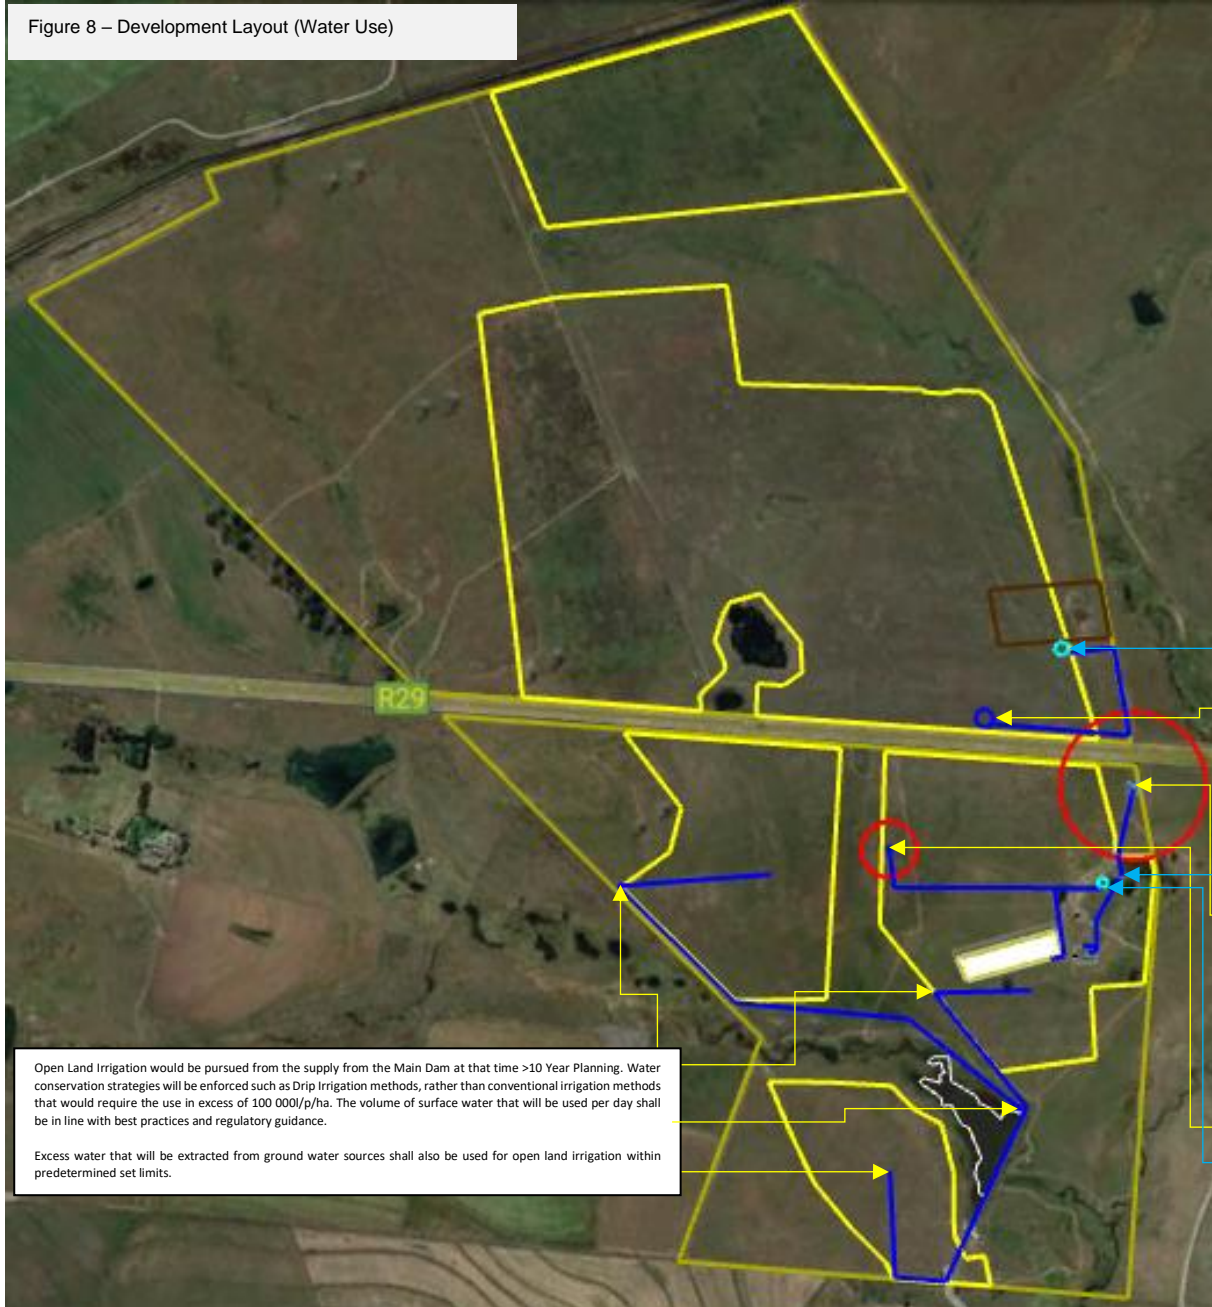 Figure 8 – Development Layout (Water Use)
R29
Open Land Irrigation would be pursued from the supply from the Main Dam at that time >10 Year Planning. Water
conservation strategies will be enforced such as Drip Irrigation methods, rather than conventional irrigation methods
that would require the use in excess of 100 000l/p/ha. The volume of surface water that will be used per day shall
be in line with best practices and regulatory guidance.
Excess water that will be extracted from ground water sources shall also be used for open land irrigation within
predetermined set limits.